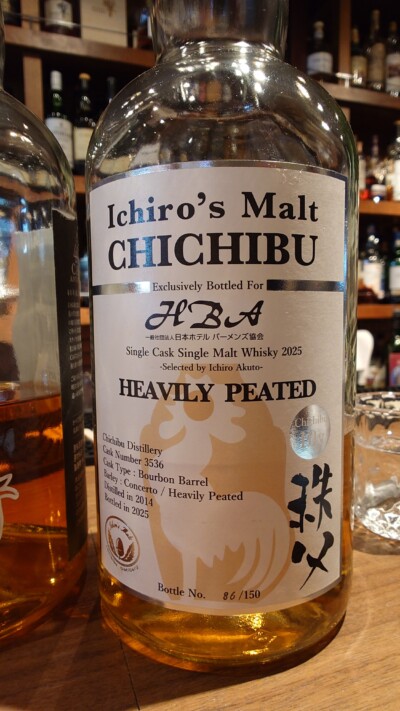 Ichiro's Malt
CHICHIBU
Exclusively Bottled For
HBA
一般社団法人日本ホテルバーメンズ協会
Single Cask Single Malt Whisky 2025
-Selected by Ichiro Akuto-
HEAVILY PEATED
Chichibu
Chichibu Distillery
Cask Number 3536
Cask Type : Bourbon Barrel
Barley : Concerto / Heavily Peated
Distilled in 2014
Bottled in 2025
秩父
Bottle No. 86/150